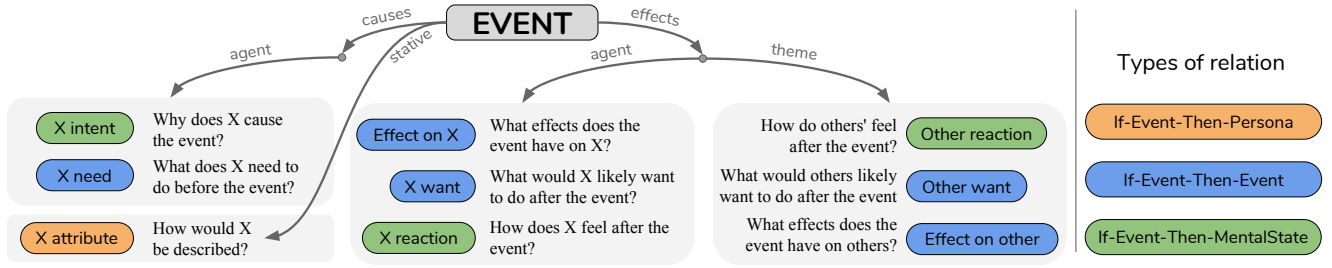 EVENT
causes
effects
agent
stative
agent
theme
X intent
Why does X cause
the event?
X need
What does X need to
do before the event?
X attribute
How would X
be described?
Effect on X
What effects does the
event have on X?
X want
What would X likely want
to do after the event?
X reaction
How does X feel after the
event?
How do others' feel
after the event?
Other reaction
What would others likely
want to do after the event
Other want
What effects does the
event have on others?
Effect on other
Types of relation
If-Event-Then-Persona
If-Event-Then-Event
If-Event-Then-MentalState